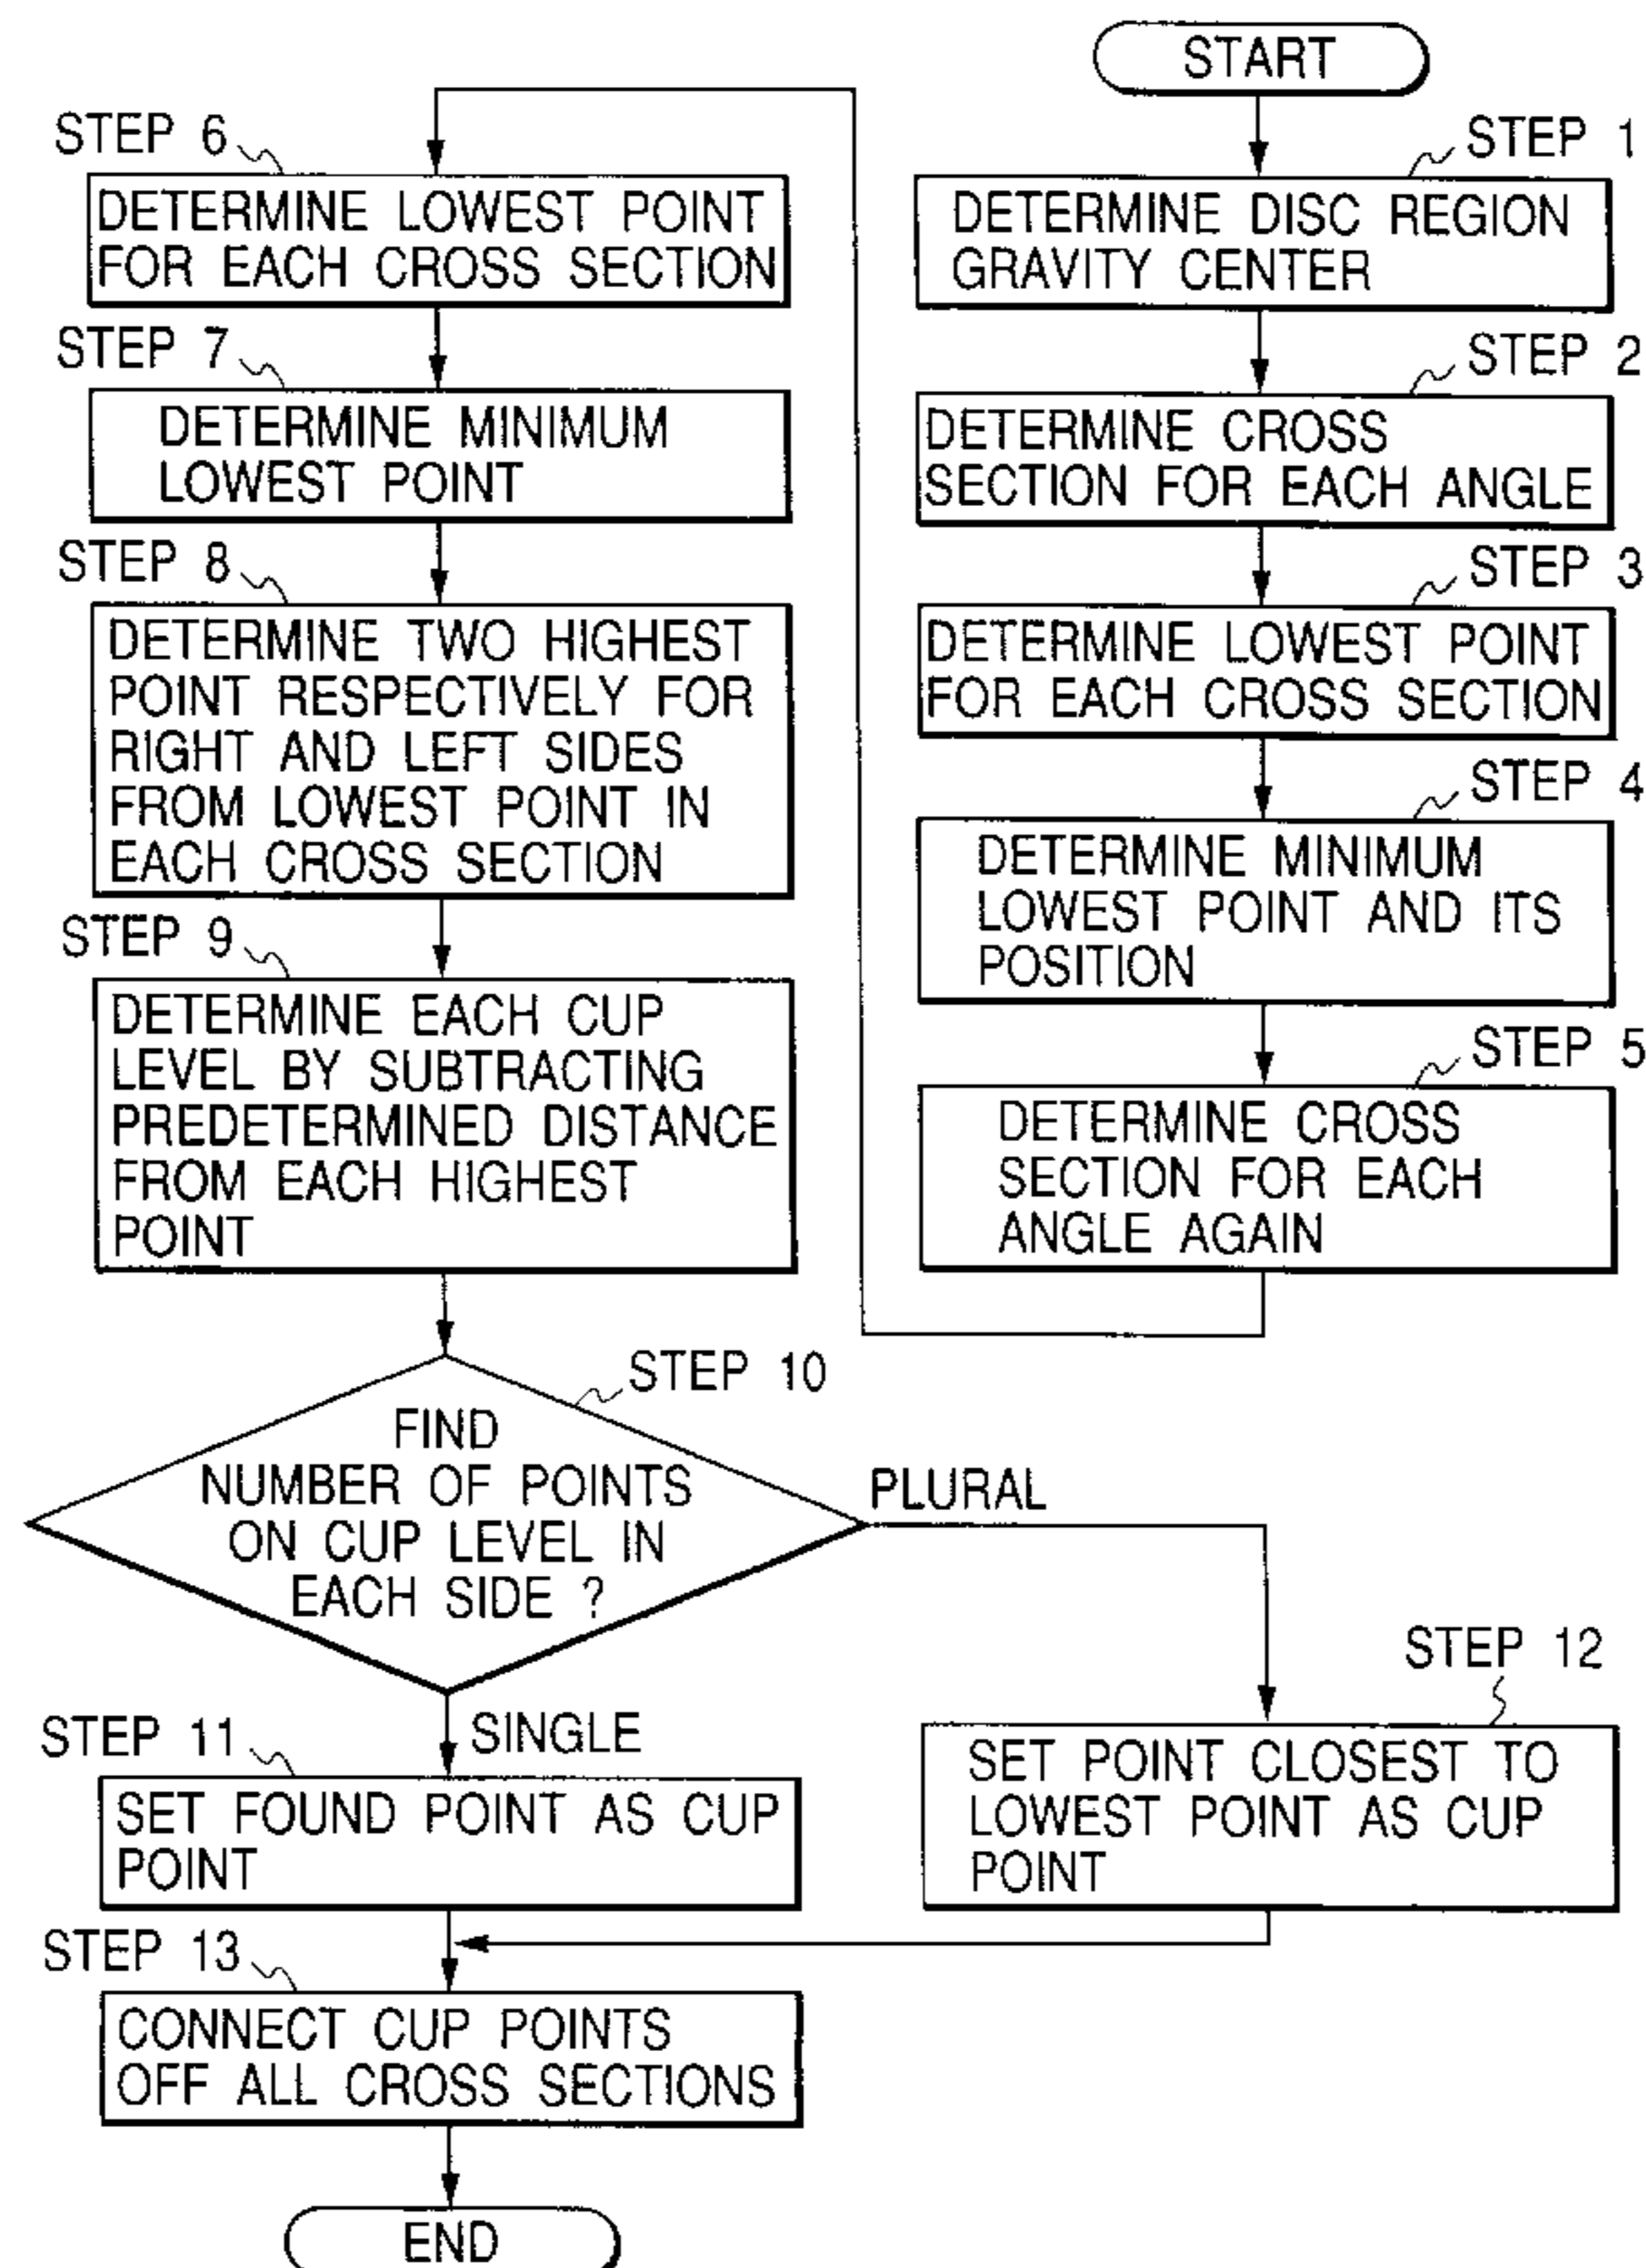 START
STEP 1
DETERMINE DISC REGION
GRAVITY CENTER
STEP 2
DETERMINE CROSS
SECTION FOR EACH ANGLE
STEP 3
DETERMINE LOWEST POINT
FOR EACH CROSS SECTION
STEP 4
DETERMINE MINIMUM
LOWEST POINT AND ITS
POSITION
STEP 5
DETERMINE CROSS
SECTION FOR EACH
ANGLE AGAIN
STEP 6
DETERMINE LOWEST POINT
FOR EACH CROSS SECTION
STEP 7
DETERMINE MINIMUM
LOWEST POINT
STEP 8
DETERMINE TWO HIGHEST
POINT RESPECTIVELY FOR
RIGHT AND LEFT SIDES
FROM LOWEST POINT IN
EACH CROSS SECTION
STEP 9
DETERMINE EACH CUP
LEVEL BY SUBTRACTING
PREDETERMINED DISTANCE
FROM EACH HIGHEST
POINT
STEP 10
FIND
NUMBER OF POINTS
ON CUP LEVEL IN
EACH SIDE ?
PLURAL
SINGLE
STEP 11
SET FOUND POINT AS CUP
POINT
STEP 12
SET POINT CLOSEST TO
LOWEST POINT AS CUP
POINT
STEP 13
CONNECT CUP POINTS
OFF ALL CROSS SECTIONS
END